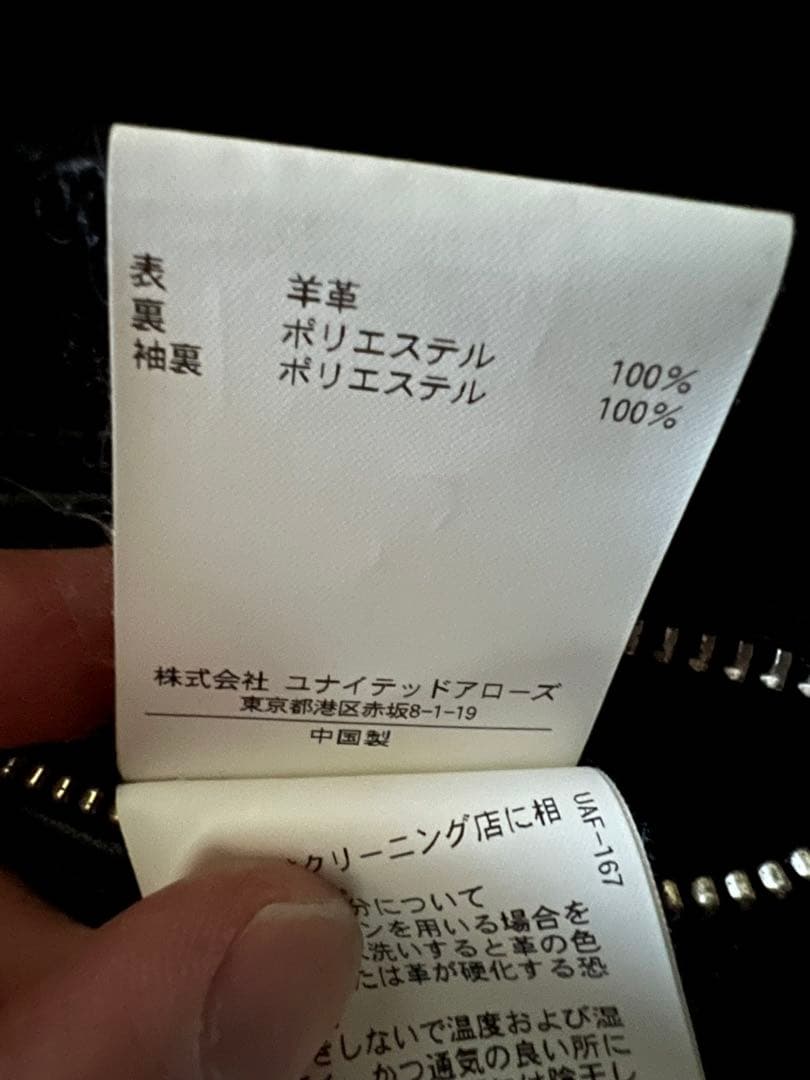 表 羊革
裏 ポリエステル 100%
袖裏 ポリエステル 100%
株式会社 ユナイテッドアローズ
東京都港区赤坂8-1-19
中国製
クリーニング店に相
UAF-167
分について
ンを用いる場合を
洗いすると革の色
たは革が硬化する恐
をしないで温度および湿
かつ通気の良い所に
は陰干し